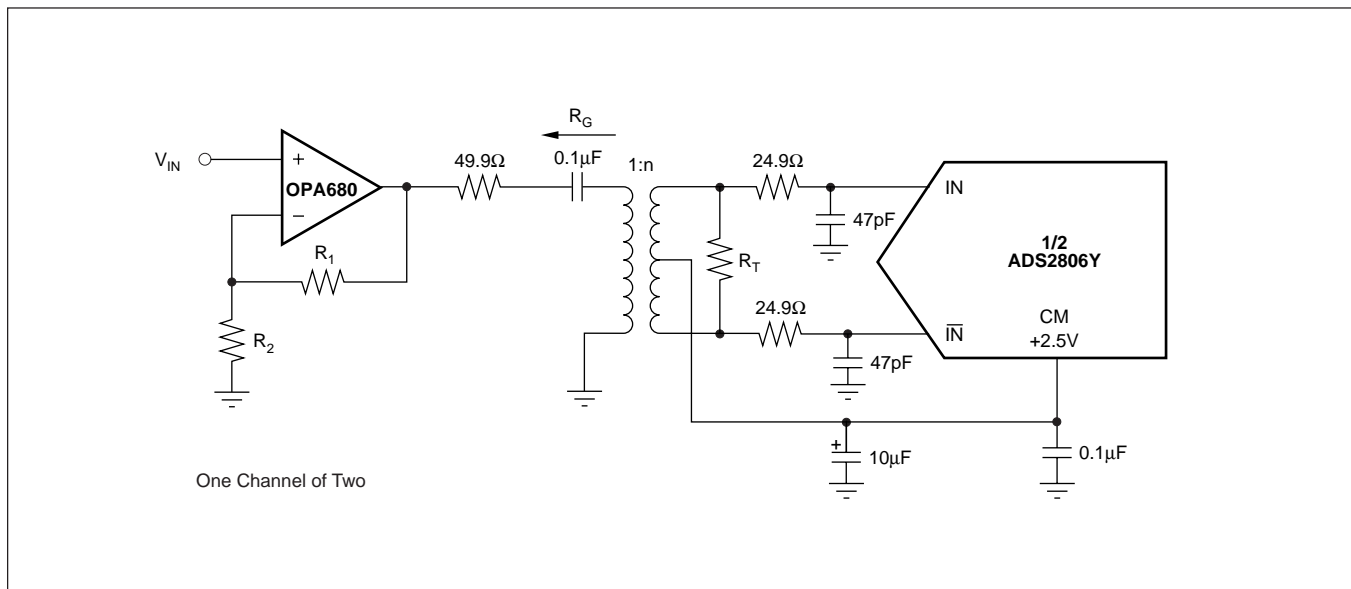 R_G
V_IN
+
OPA680
−
49.9Ω
0.1µF
1:n
24.9Ω
47pF
IN
1/2
ADS2806Y
R_1
R_T
R_2
24.9Ω
CM
+2.5V
I̅N̅
47pF
+
10µF
0.1µF
One Channel of Two